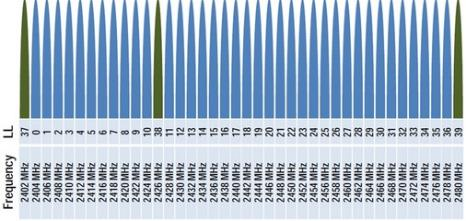 LL 37 0 1 2 3 4 5 6 7 8 9 10 38 11 12 13 14 15 16 17 18 19 20 21 22 23 24 25 26 27 28 29 30 31 32 33 34 35 36 39
Frequency 2402 MHz 2404 MHz 2406 MHz 2408 MHz 2410 MHz 2412 MHz 2414 MHz 2416 MHz 2418 MHz 2420 MHz 2422 MHz 2424 MHz 2426 MHz 2428 MHz 2430 MHz 2432 MHz 2434 MHz 2436 MHz 2438 MHz 2440 MHz 2442 MHz 2444 MHz 2446 MHz 2448 MHz 2450 MHz 2452 MHz 2454 MHz 2456 MHz 2458 MHz 2460 MHz 2462 MHz 2464 MHz 2466 MHz 2468 MHz 2470 MHz 2472 MHz 2474 MHz 2476 MHz 2478 MHz 2480 MHz